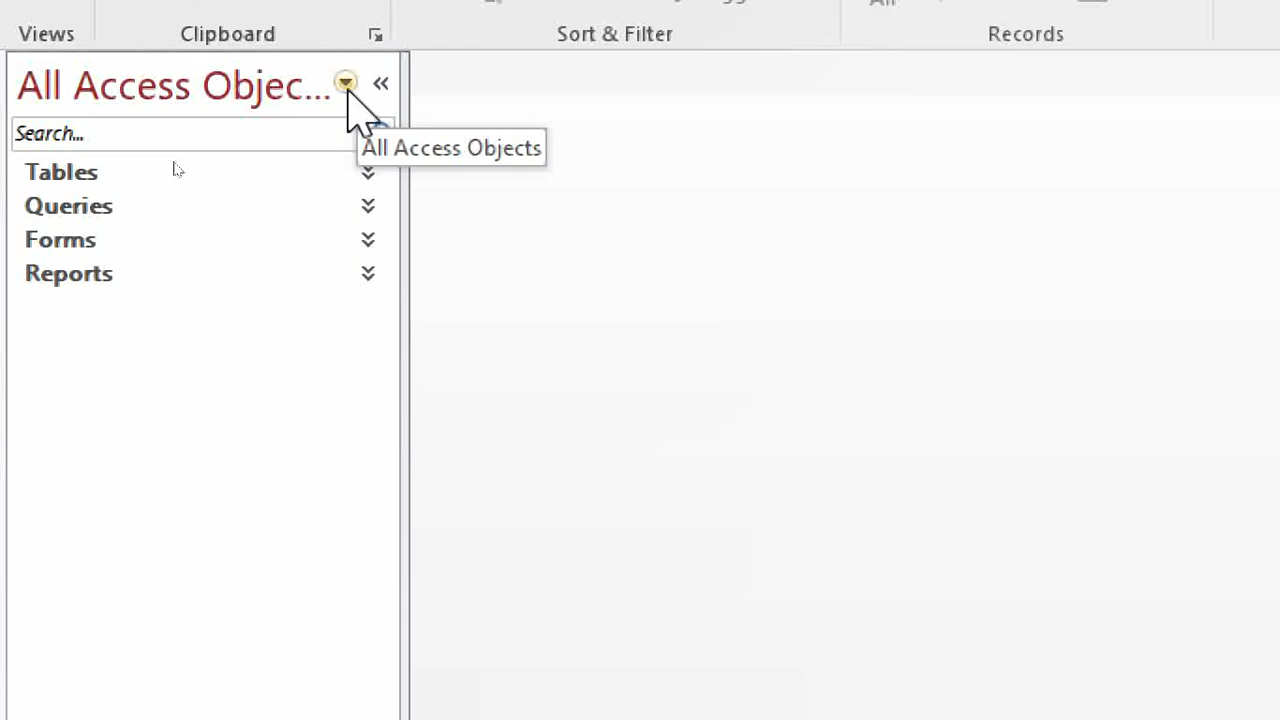 Views
Clipboard
Sort & Filter
Records
All Access Objec...
Search...
All Access Objects
Tables
Queries
Forms
Reports